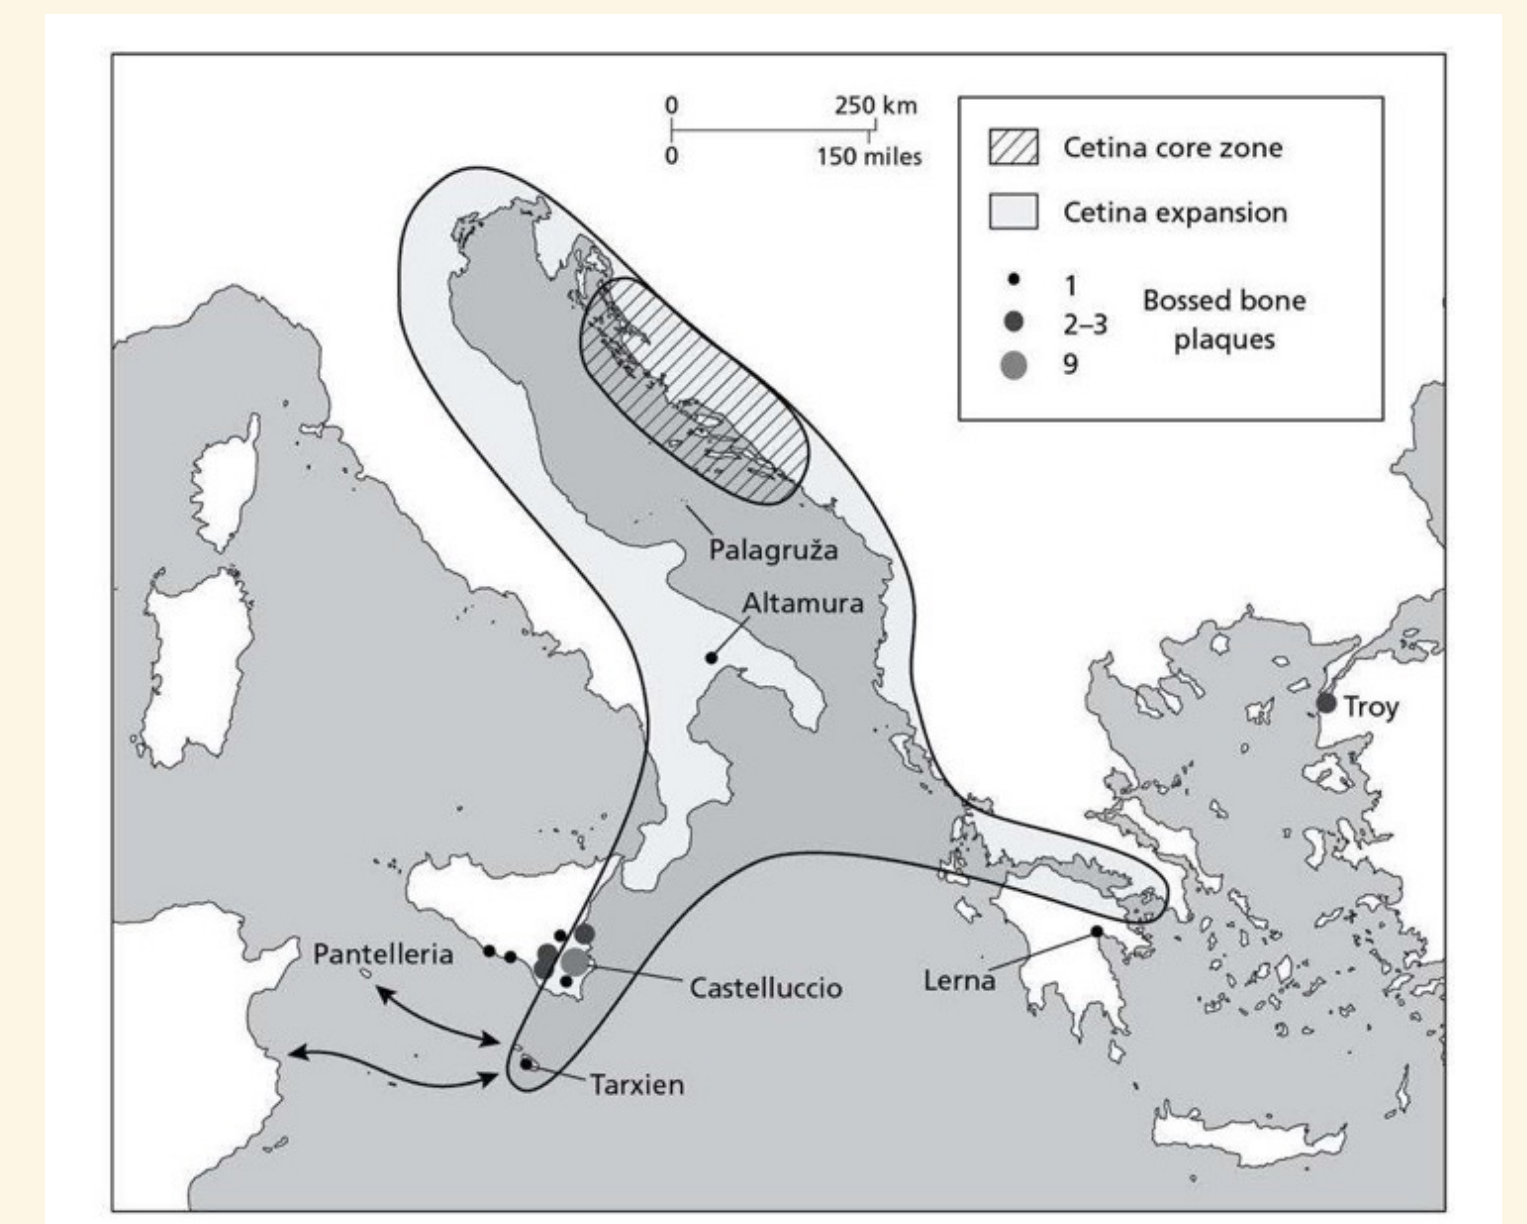 0 250 km
0 150 miles
Cetina core zone
Cetina expansion
1
2–3
9
Bossed bone
plaques
Palagruža
Altamura
Troy
Pantelleria
Castelluccio
Lerna
Tarxien